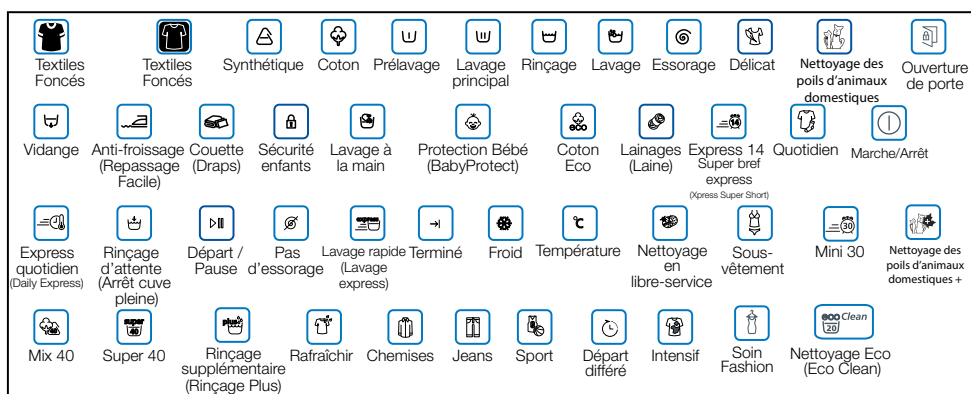 Textiles
Foncés
Textiles
Foncés
Synthétique
Coton
Prélavage
Lavage
principal
Rinçage
Lavage
Essorage
Délicat
Nettoyage des
poils d'animaux
domestiques
Ouverture
de porte
Vidange
Anti-froissage
(Repassage
Facile)
Couette
(Draps)
Sécurité
enfants
Lavage à
la main
Protection Bébé
(BabyProtect)
eco
Coton
Eco
Lainages
(Laine)
14
Express 14
Super bref
express
(Xpress Super Short)
Quotidien
Marche/Arrêt
Express
quotidien
(Daily Express)
Rinçage
d'attente
(Arrêt cuve
pleine)
Départ /
Pause
Pas
d'essorage
express
Lavage rapide
(Lavage
express)
Terminé
Froid
°C
Température
Nettoyage
en
libre-service
Sous-
vêtement
30
Mini 30
Nettoyage des
poils d'animaux
domestiques +
40
Mix 40
super
40
Super 40
plus
Rinçage
supplémentaire
(Rinçage Plus)
Rafraîchir
Chemises
Jeans
Sport
Départ
différé
Intensif
Soin
Fashion
eco Clean
20
Nettoyage Eco
(Eco Clean)